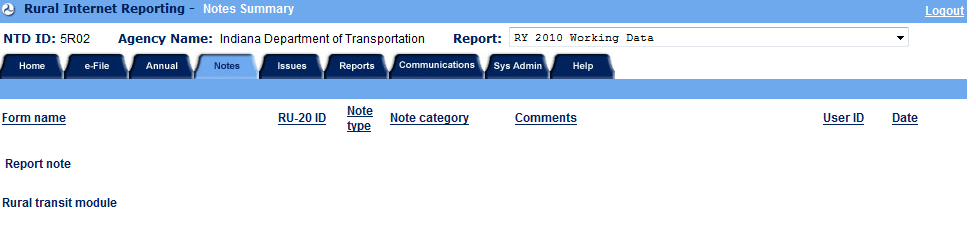 Rural Internet Reporting - Notes Summary
Logout
NTD ID: 5R02 Agency Name: Indiana Department of Transportation Report: RY 2010 Working Data
Home e-File Annual Notes Issues Reports Communications Sys Admin Help
Form name RU-20 ID Note type Note category Comments User ID Date
Report note
Rural transit module